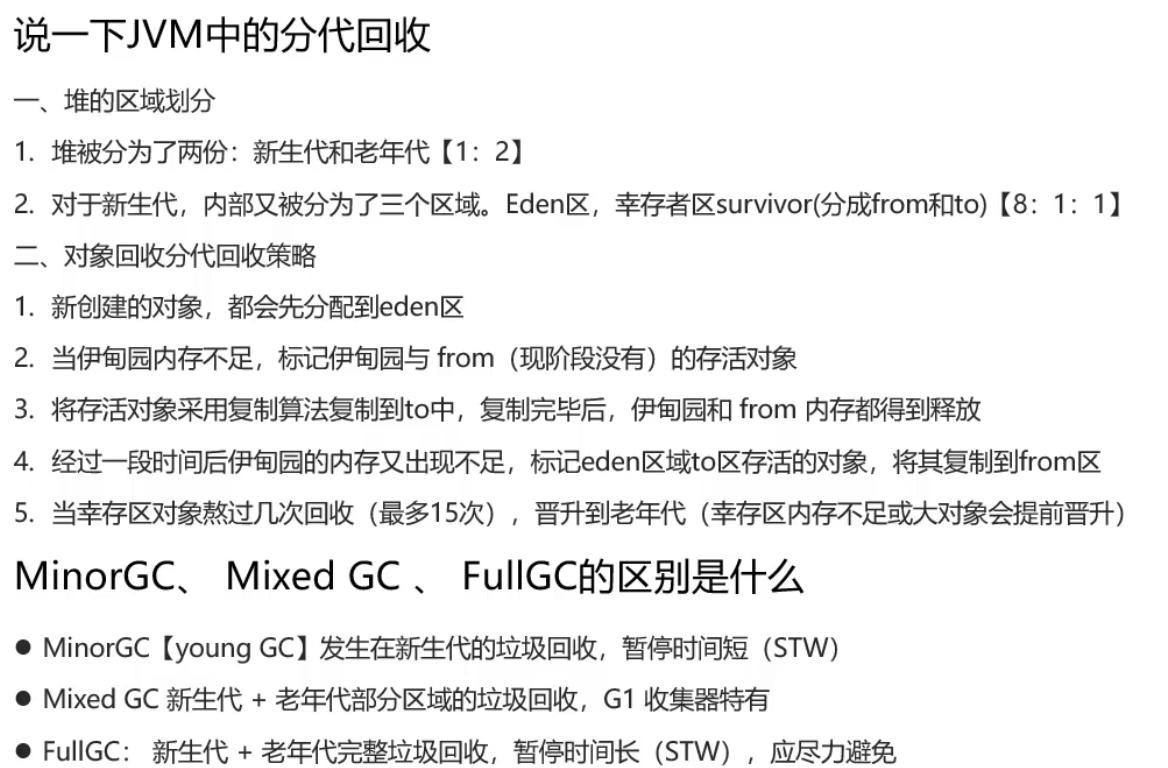 说一下JVM中的分代回收
一、堆的区域划分
1. 堆被分为了两份：新生代和老年代【1：2】
2. 对于新生代，内部又被分为了三个区域。Eden区，幸存者区survivor(分成from和to)【8：1：1】
二、对象回收分代回收策略
1. 新创建的对象，都会先分配到eden区
2. 当伊甸园内存不足，标记伊甸园与 from（现阶段没有）的存活对象
3. 将存活对象采用复制算法复制到to中，复制完毕后，伊甸园和 from 内存都得到释放
4. 经过一段时间后伊甸园的内存又出现不足，标记eden区域to区存活的对象，将其复制到from区
5. 当幸存区对象熬过几次回收（最多15次），晋升到老年代（幸存区内存不足或大对象会提前晋升）
MinorGC、 Mixed GC 、 FullGC的区别是什么
● MinorGC【young GC】发生在新生代的垃圾回收，暂停时间短（STW）
● Mixed GC 新生代 + 老年代部分区域的垃圾回收，G1 收集器特有
● FullGC： 新生代 + 老年代完整垃圾回收，暂停时间长（STW），应尽力避免